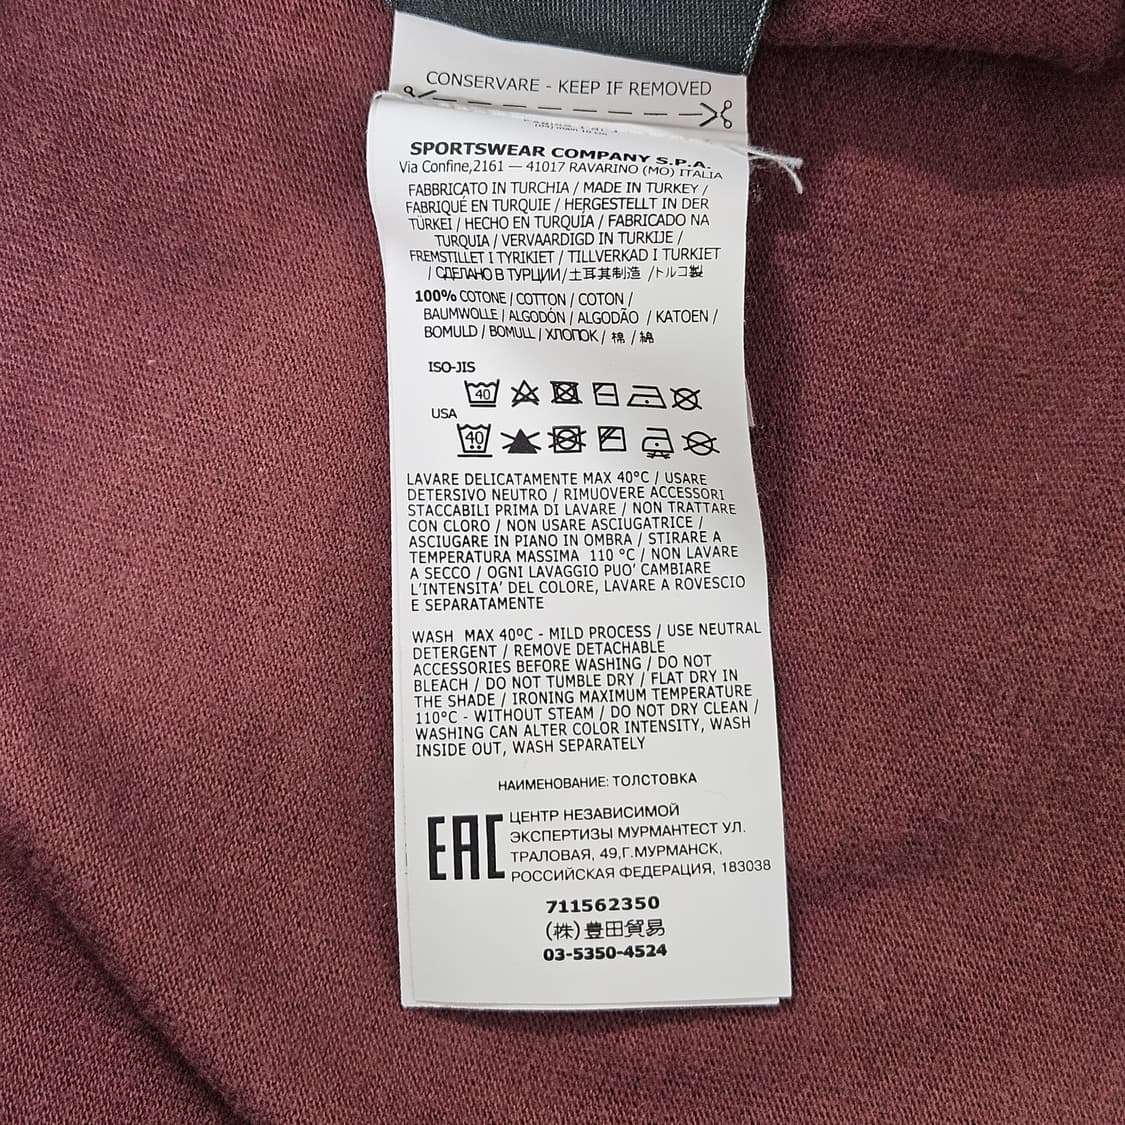 CONSERVARE - KEEP IF REMOVED
SPORTSWEAR COMPANY S.P.A.
Via Confine,2161 — 41017 RAVARINO (MO) ITALIA
FABBRICATO IN TURCHIA / MADE IN TURKEY /
FABRIQUÉ EN TURQUIE / HERGESTELLT IN DER
TÜRKEI / HECHO EN TURQUÍA / FABRICADO NA
TURQUIA / VERVAARDIGD IN TURKIJE /
FREMSTILLET I TYRIKIET / TILLVERKAD I TURKIET
/ СДЕЛАНО В ТУРЦИИ/土耳其制造 /トルコ製
100% COTONE / COTTON / COTON /
BAUMWOLLE / ALGODÓN / ALGODÃO / KATOEN /
BOMULD / BOMULL / ХЛОПОК / 棉 / 綿
ISO-JIS
40
USA
40
LAVARE DELICATAMENTE MAX 40°C / USARE
DETERSIVO NEUTRO / RIMUOVERE ACCESSORI
STACCABILI PRIMA DI LAVARE / NON TRATTARE
CON CLORO / NON USARE ASCIUGATRICE /
ASCIUGARE IN PIANO IN OMBRA / STIRARE A
TEMPERATURA MASSIMA 110 °C / NON LAVARE
A SECCO / OGNI LAVAGGIO PUO' CAMBIARE
L'INTENSITA' DEL COLORE, LAVARE A ROVESCIO
E SEPARATAMENTE
WASH MAX 40ºC - MILD PROCESS / USE NEUTRAL
DETERGENT / REMOVE DETACHABLE
ACCESSORIES BEFORE WASHING / DO NOT
BLEACH / DO NOT TUMBLE DRY / FLAT DRY IN
THE SHADE / IRONING MAXIMUM TEMPERATURE
110°C - WITHOUT STEAM / DO NOT DRY CLEAN /
WASHING CAN ALTER COLOR INTENSITY, WASH
INSIDE OUT, WASH SEPARATELY
НАИМЕНОВАНИЕ: ТОЛСТОВКА
EAC
ЦЕНТР НЕЗАВИСИМОЙ
ЭКСПЕРТИЗЫ МУРМАНТЕСТ УЛ.
ТРАЛОВАЯ, 49,Г.МУРМАНСК,
РОССИЙСКАЯ ФЕДЕРАЦИЯ, 183038
711562350
(株)豊田貿易
03-5350-4524